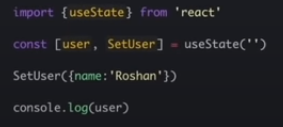 import {useState} from 'react'
const [user, SetUser] = useState('')
SetUser({name:'Roshan'})
console.log(user)